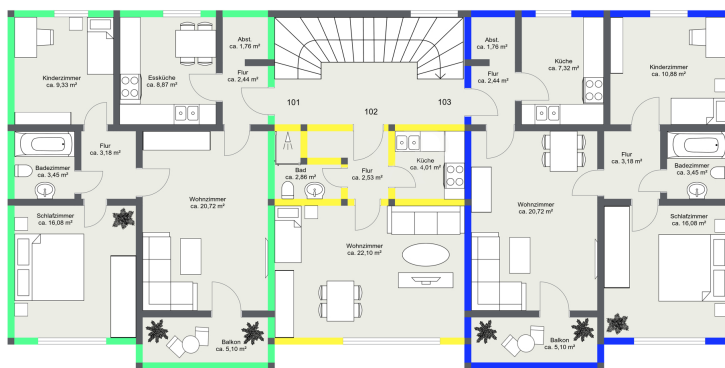 Kinderzimmer
ca. 9,33 m²
Essküche
ca. 8,87 m²
Abst.
ca. 1,76 m²
Flur
ca. 2,44 m²
101
102
103
Abst.
ca. 1,76 m²
Flur
ca. 2,44 m²
Küche
ca. 7,32 m²
Kinderzimmer
ca. 10,88 m²
Flur
ca. 3,18 m²
Badezimmer
ca. 3,45 m²
Bad
ca. 2,86 m²
Flur
ca. 2,53 m²
Küche
ca. 4,01 m²
Flur
ca. 3,18 m²
Badezimmer
ca. 3,45 m²
Wohnzimmer
ca. 20,72 m²
Schlafzimmer
ca. 16,08 m²
Wohnzimmer
ca. 22,10 m²
Wohnzimmer
ca. 20,72 m²
Schlafzimmer
ca. 16,08 m²
Balkon
ca. 5,10 m²
Balkon
ca. 5,10 m²